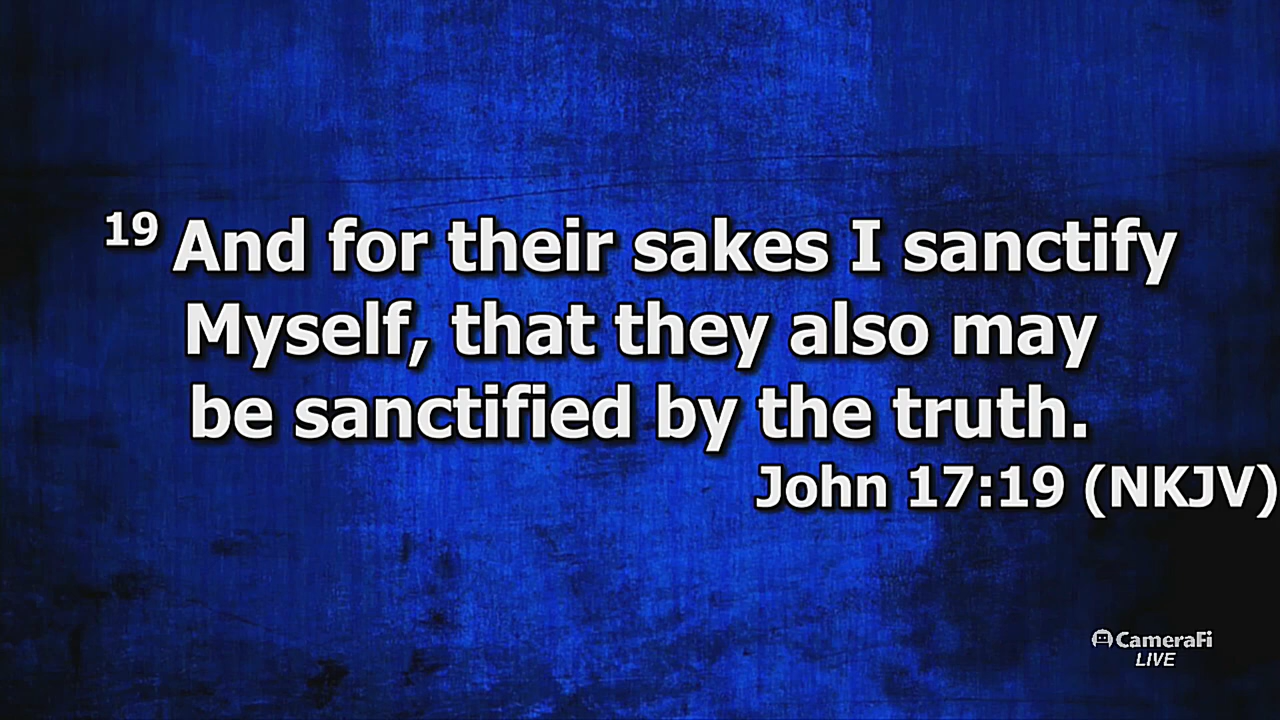 19 And for their sakes I sanctify
Myself, that they also may
be sanctified by the truth.
John 17:19 (NKJV)
CameraFi
LIVE